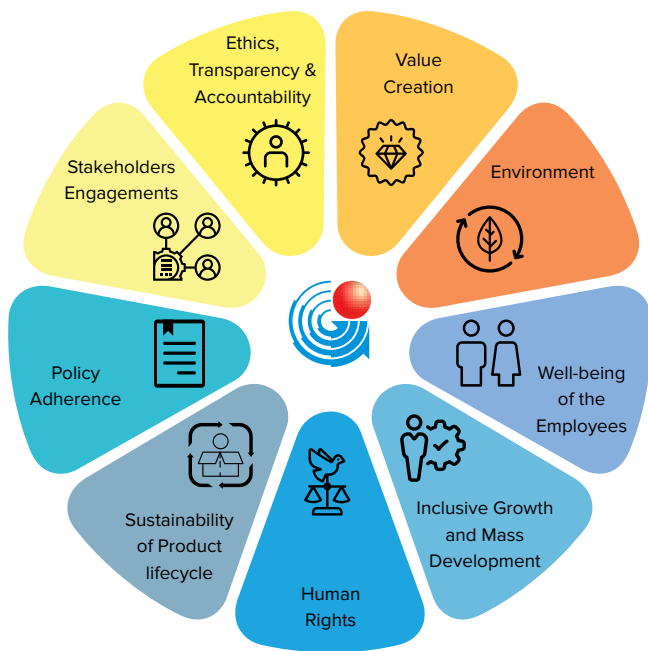 Ethics,
Transparency &
Accountability
Value
Creation
Environment
Well-being
of the
Employees
Inclusive Growth
and Mass
Development
Human
Rights
Sustainability
of Product
lifecycle
Policy
Adherence
Stakeholders
Engagements